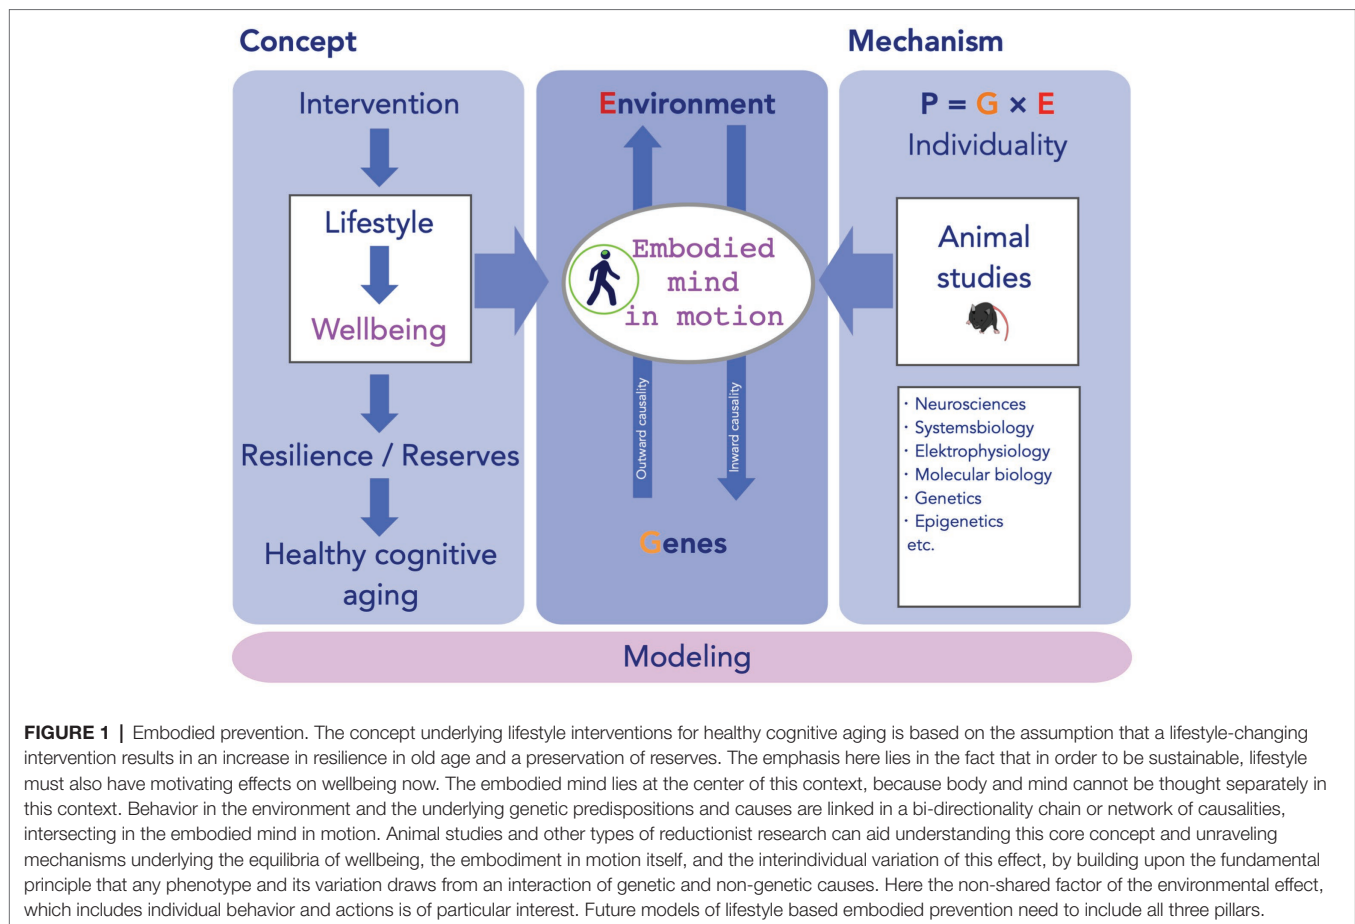 Concept
Intervention
Lifestyle
Wellbeing
Resilience / Reserves
Healthy cognitive
aging
Environment
Embodied
mind
in motion
Outward causality
Inward causality
Genes
Mechanism
P = G × E
Individuality
Animal
studies
· Neurosciences
· Systemsbiology
· Elektrophysiology
· Molecular biology
· Genetics
· Epigenetics
etc.
Modeling
FIGURE 1 | Embodied prevention. The concept underlying lifestyle interventions for healthy cognitive aging is based on the assumption that a lifestyle-changing
intervention results in an increase in resilience in old age and a preservation of reserves. The emphasis here lies in the fact that in order to be sustainable, lifestyle
must also have motivating effects on wellbeing now. The embodied mind lies at the center of this context, because body and mind cannot be thought separately in
this context. Behavior in the environment and the underlying genetic predispositions and causes are linked in a bi-directionality chain or network of causalities,
intersecting in the embodied mind in motion. Animal studies and other types of reductionist research can aid understanding this core concept and unraveling
mechanisms underlying the equilibria of wellbeing, the embodiment in motion itself, and the interindividual variation of this effect, by building upon the fundamental
principle that any phenotype and its variation draws from an interaction of genetic and non-genetic causes. Here the non-shared factor of the environmental effect,
which includes individual behavior and actions is of particular interest. Future models of lifestyle based embodied prevention need to include all three pillars.